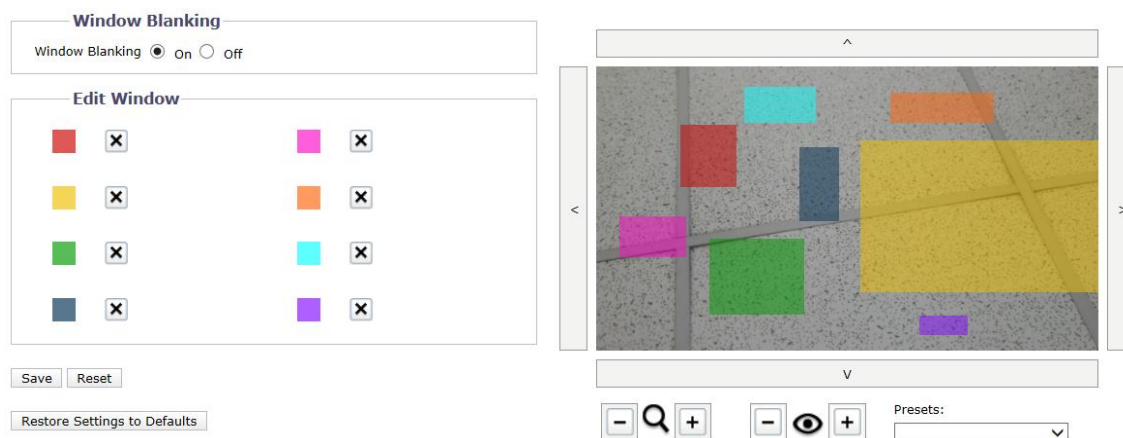 Window Blanking
Window Blanking On Off
Edit Window
Save Reset
Restore Settings to Defaults
^
<
>
v
Presets: